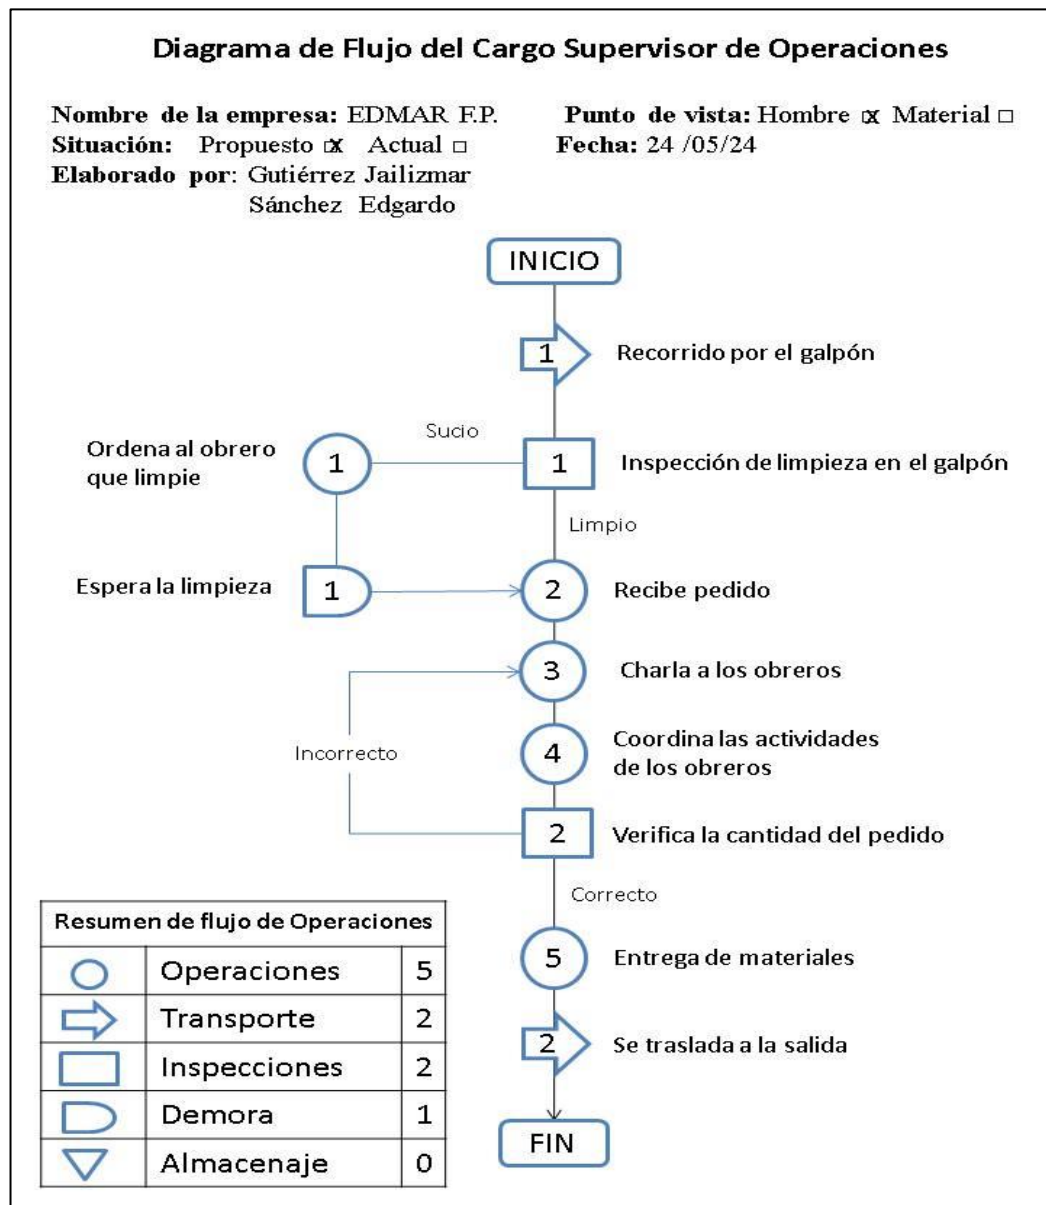 Diagrama de Flujo del Cargo Supervisor de Operaciones
Nombre de la empresa: EDMAR F.P. Punto de vista: Hombre x Material □
Situación: Propuesto x Actual □ Fecha: 24 /05/24
Elaborado por: Gutiérrez Jailizmar
Sánchez Edgardo
INICIO
1 Recorrido por el galpón
Sucio
Ordena al obrero
que limpie
1
1 Inspección de limpieza en el galpón
Limpio
Espera la limpieza 1
2 Recibe pedido
3 Charla a los obreros
Incorrecto
4 Coordina las actividades
de los obreros
2 Verifica la cantidad del pedido
Correcto
5 Entrega de materiales
2 Se traslada a la salida
FIN
Resumen de flujo de Operaciones
Operaciones 5
Transporte 2
Inspecciones 2
Demora 1
Almacenaje 0